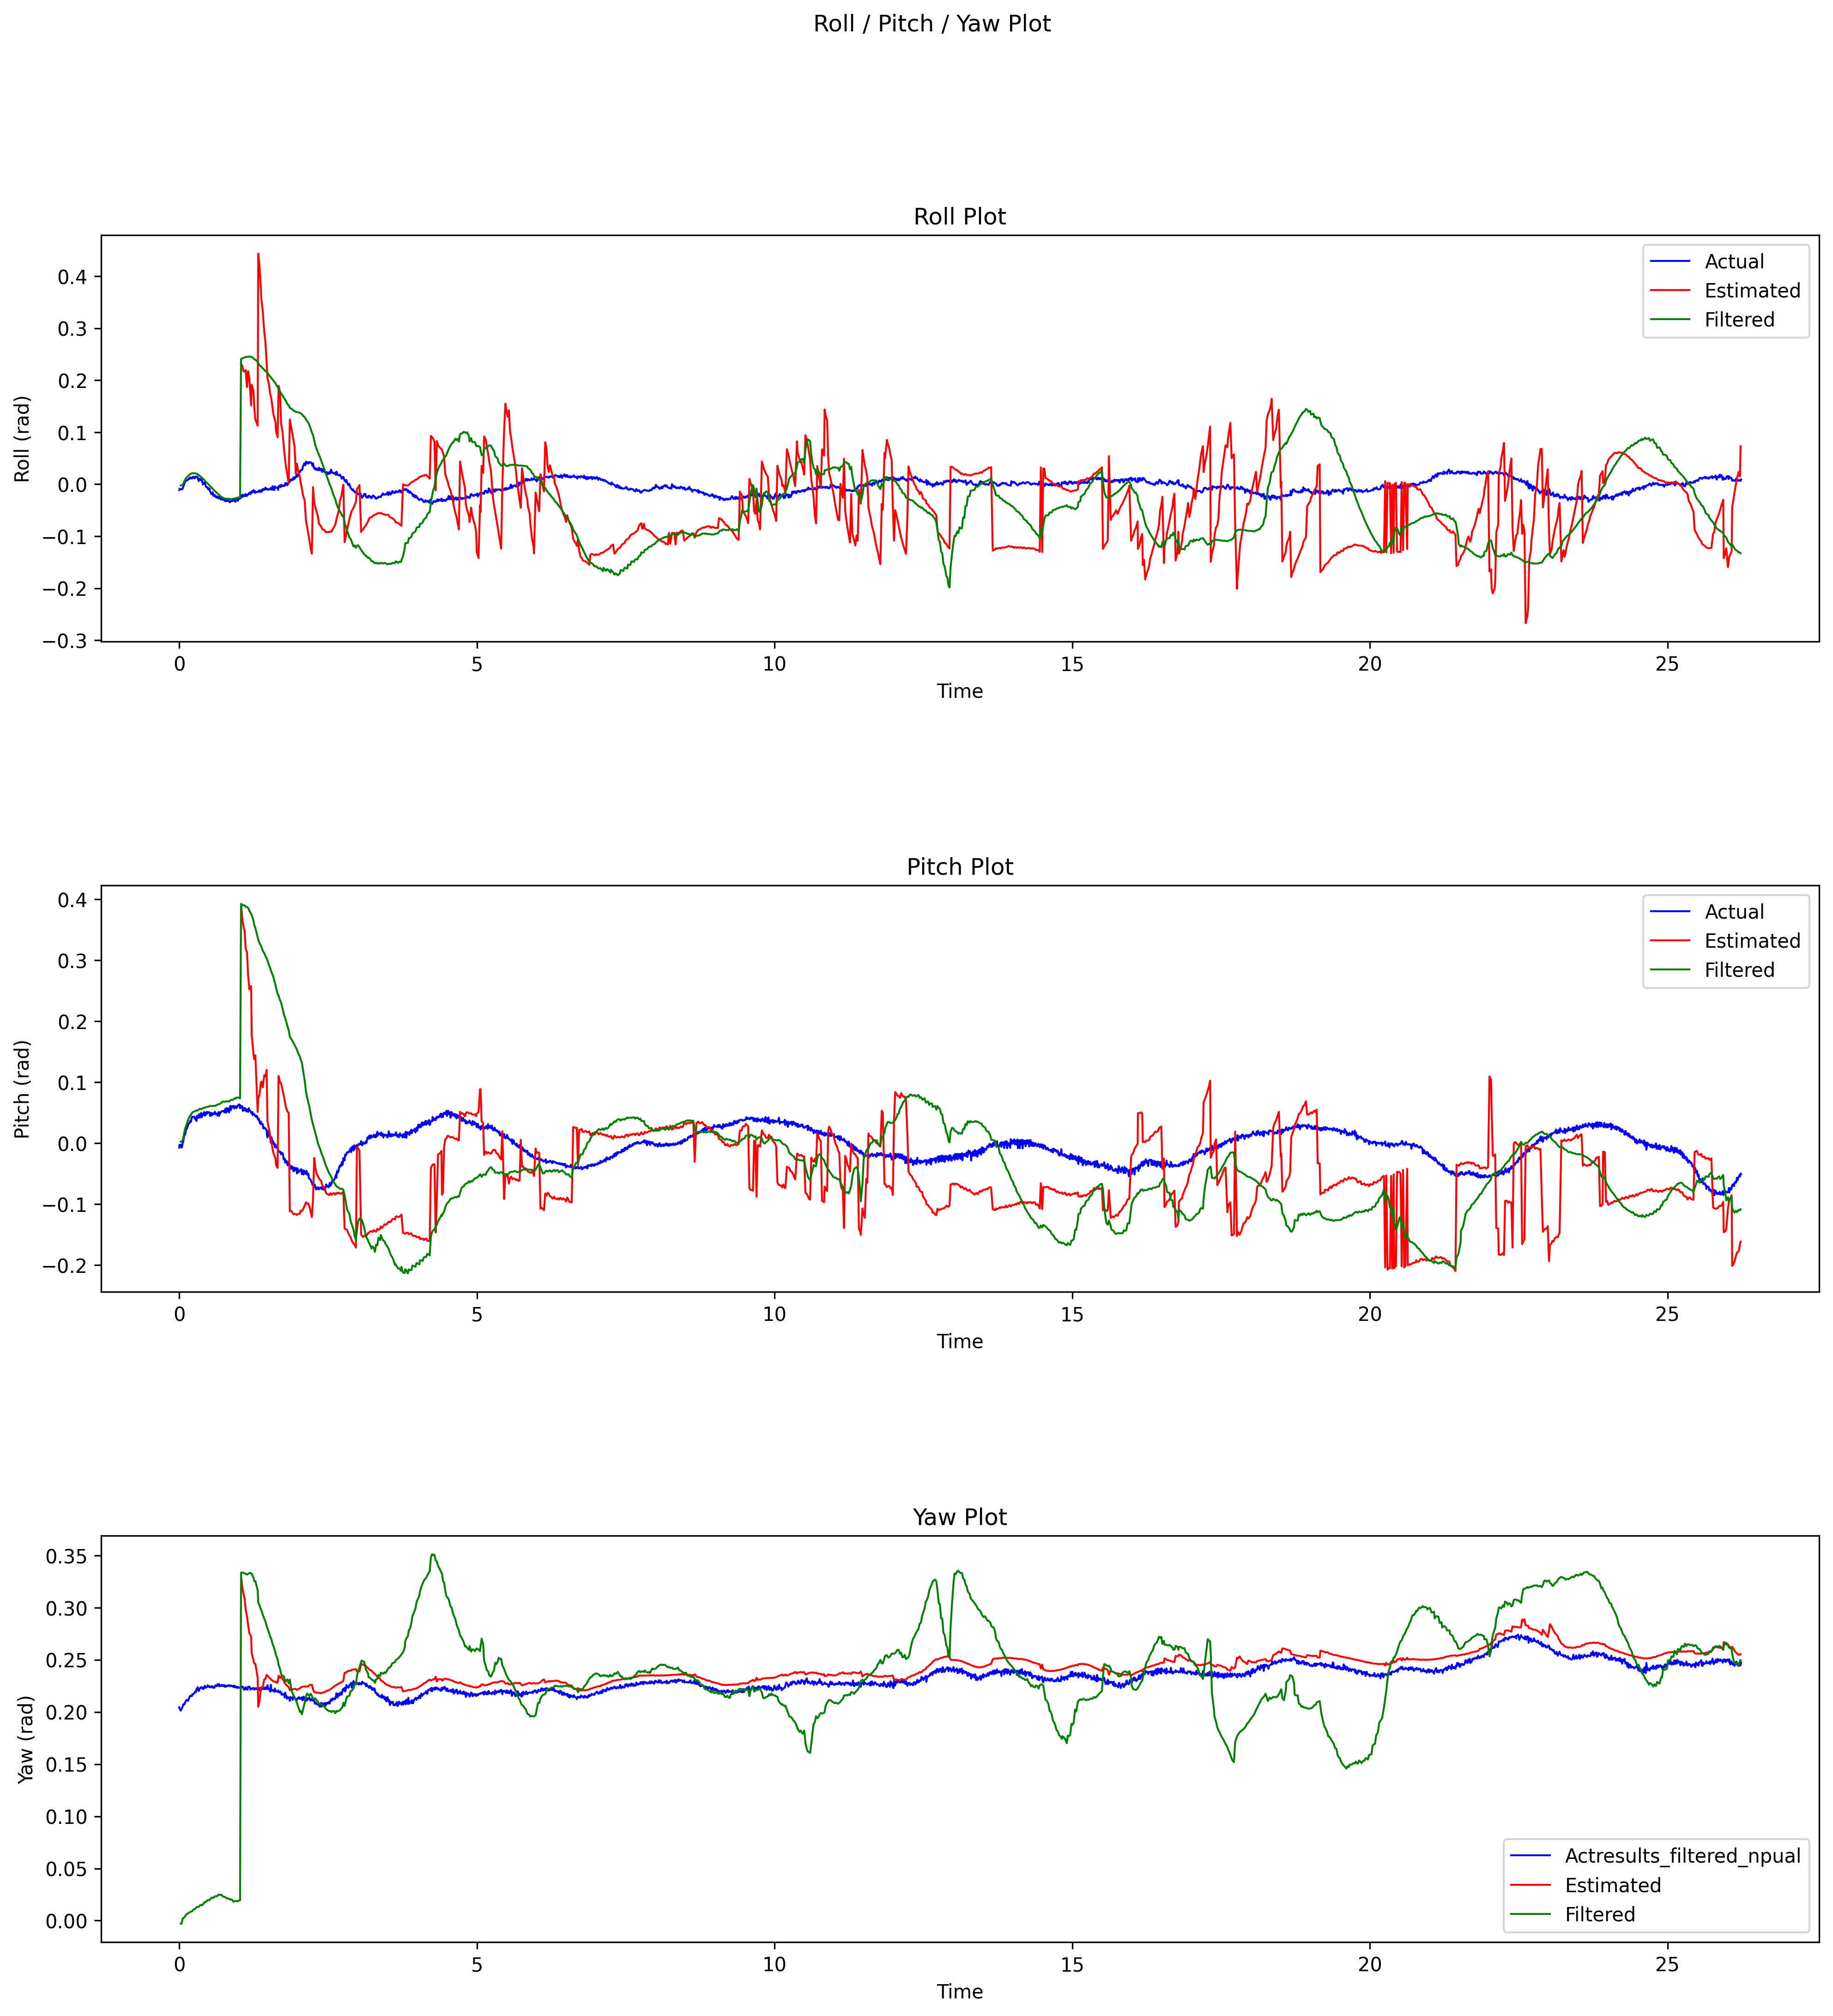 Roll / Pitch / Yaw Plot
Roll Plot
Roll (rad)
0.4
0.3
0.2
0.1
0.0
−0.1
−0.2
−0.3
Actual
Estimated
Filtered
0 5 10 15 20 25
Time
Pitch Plot
Pitch (rad)
0.4
0.3
0.2
0.1
0.0
−0.1
−0.2
Actual
Estimated
Filtered
0 5 10 15 20 25
Time
Yaw Plot
Yaw (rad)
0.35
0.30
0.25
0.20
0.15
0.10
0.05
0.00
Actresults_filtered_npual
Estimated
Filtered
0 5 10 15 20 25
Time